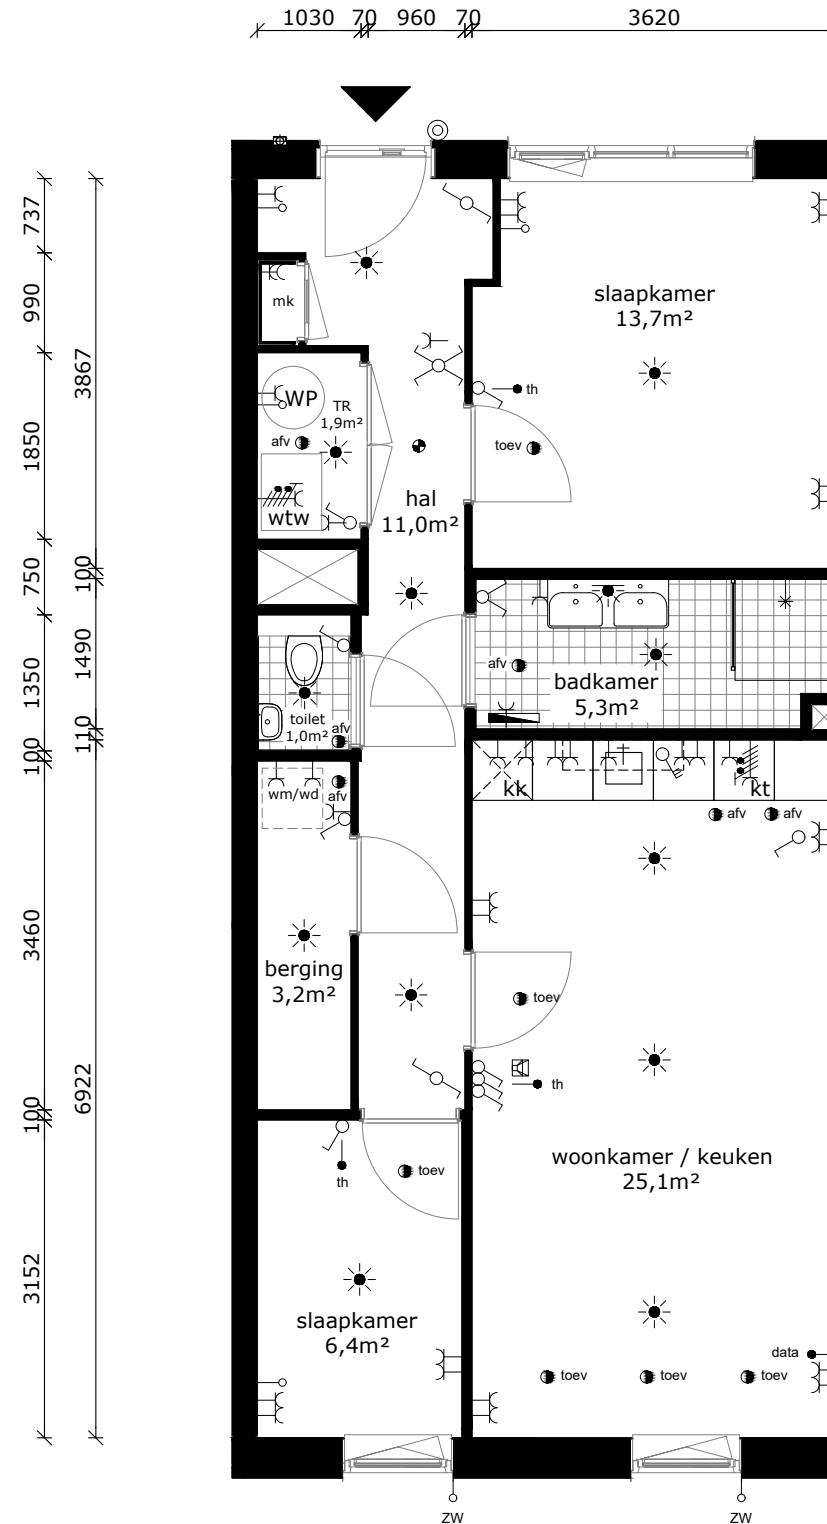 1030 70 960 70 3620
737
990
1850
750
1350
100
3460
100
3152
3867
100
1490
110
6922
mk
slaapkamer
13,7m²
th
WP
TR
1,9m²
afv
toev
wtw
hal
11,0m²
afv
badkamer
5,3m²
toilet
1,0m²
afv
wm/wd
afv
kk
kt
afv
afv
berging
3,2m²
toev
th
woonkamer / keuken
25,1m²
toev
th
slaapkamer
6,4m²
data
toev
toev
toev
ZW
ZW